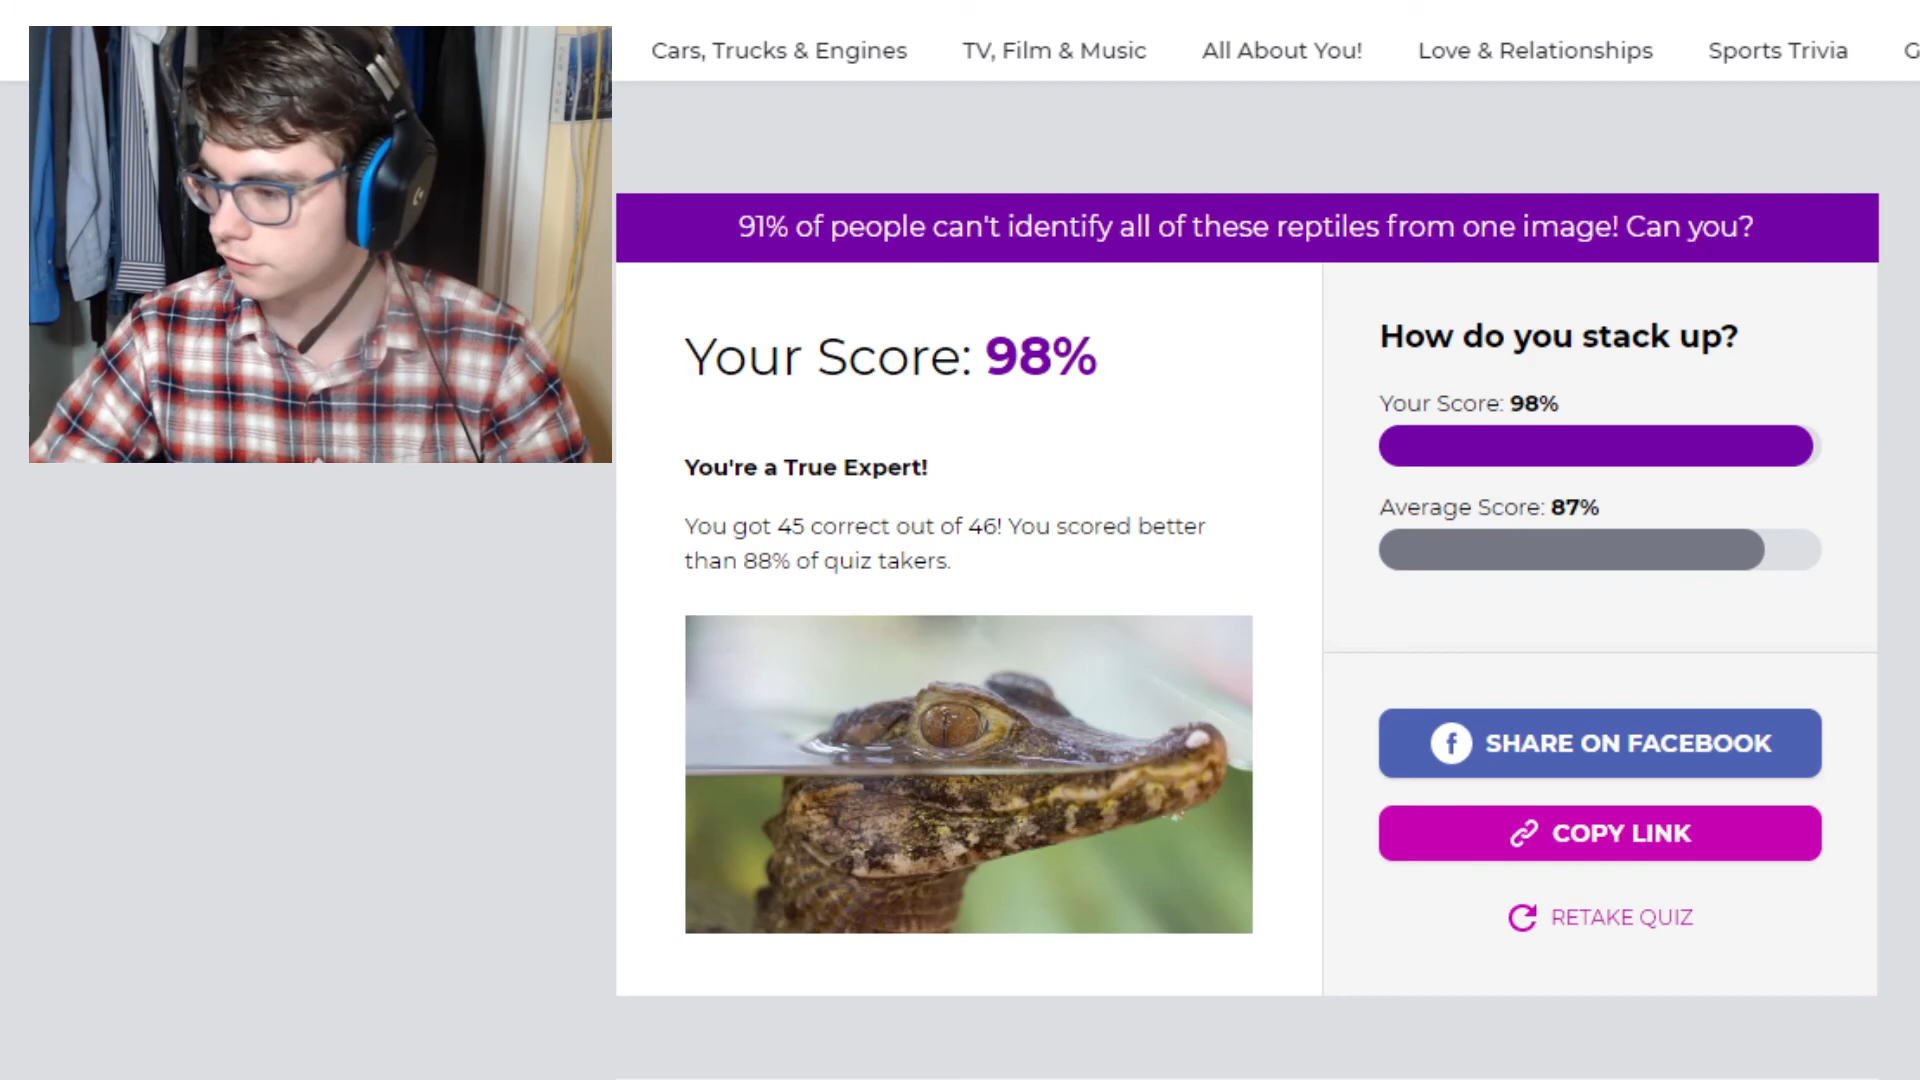 Cars, Trucks & Engines
TV, Film & Music
All About You!
Love & Relationships
Sports Trivia
G
91% of people can't identify all of these reptiles from one image! Can you?
Your Score: 98%
You're a True Expert!
You got 45 correct out of 46! You scored better
than 88% of quiz takers.
How do you stack up?
Your Score: 98%
Average Score: 87%
SHARE ON FACEBOOK
COPY LINK
RETAKE QUIZ